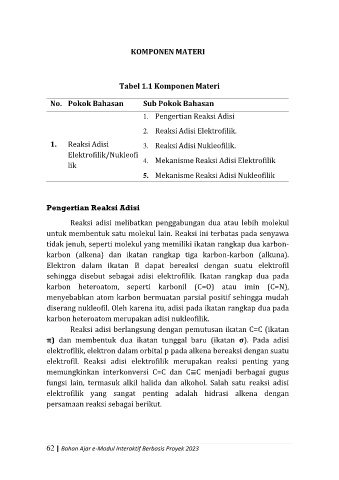 KOMPONEN MATERI
Tabel 1.1 Komponen Materi
No. Pokok Bahasan Sub Pokok Bahasan
1. Pengertian Reaksi Adisi
2. Reaksi Adisi Elektrofilik.
1. Reaksi Adisi 3. Reaksi Adisi Nukleofilik.
Elektrofilik/Nukleofi
4. Mekanisme Reaksi Adisi Elektrofilik
lik
5. Mekanisme Reaksi Adisi Nukleofilik
Pengertian Reaksi Adisi
Reaksi adisi melibatkan penggabungan dua atau lebih molekul
untuk membentuk satu molekul lain. Reaksi ini terbatas pada senyawa
tidak jenuh, seperti molekul yang memiliki ikatan rangkap dua karbon-
karbon (alkena) dan ikatan rangkap tiga karbon-karbon (alkuna).
Elektron dalam ikatan dapat bereaksi dengan suatu elektrofil
sehingga disebut sebagai adisi elektrofilik. Ikatan rangkap dua pada
karbon heteroatom, seperti karbonil (C=O) atau imin (C=N),
menyebabkan atom karbon bermuatan parsial positif sehingga mudah
diserang nukleofil. Oleh karena itu, adisi pada ikatan rangkap dua pada
karbon heteroatom merupakan adisi nukleofilik.
Reaksi adisi berlangsung dengan pemutusan ikatan C=C (ikatan
π) dan membentuk dua ikatan tunggal baru (ikatan σ). Pada adisi
elektrofilik, elektron dalam orbital p pada alkena bereaksi dengan suatu
elektrofil. Reaksi adisi elektrofilik merupakan reaksi penting yang
memungkinkan interkonversi C=C dan C≡C menjadi berbagai gugus
fungsi lain, termasuk alkil halida dan alkohol. Salah satu reaksi adisi
elektrofilik yang sangat penting adalah hidrasi alkena dengan
persamaan reaksi sebagai berikut.
62 | Bahan Ajar e-Modul Interaktif Berbasis Proyek 2023